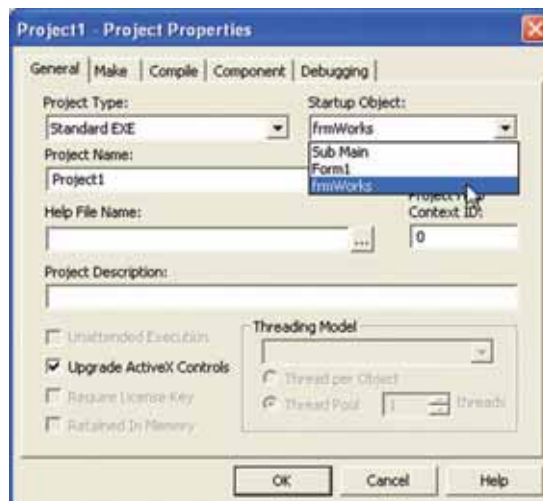 Project1 - Project Properties
General Make Compile Component Debugging
Project Type: Startup Object:
Standard EXE frmWorks
Project Name: Sub Main
Form1
Project1 frmWorks
Help File Name: Context ID:
... 0
Project Description:
Unattended Execution Threading Model
Upgrade ActiveX Controls
Thread per Object
Require License Key
Thread Pool 1 threads
Retained In Memory
OK Cancel Help